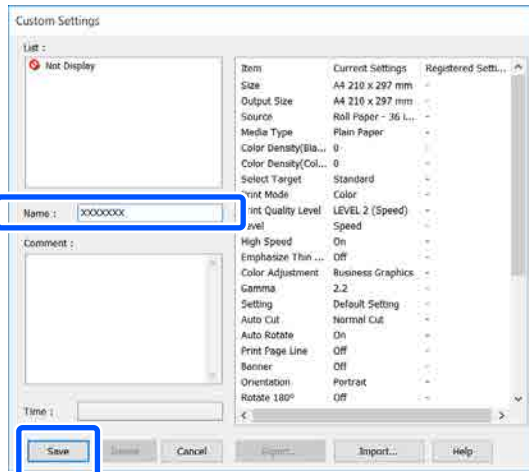 Custom Settings
List :
Not Display
Item Current Settings Registered Setti...
Size A4 210 x 297 mm -
Output Size A4 210 x 297 mm -
Source Roll Paper - 36 i... -
Media Type Plain Paper -
Color Density(Bla... 0 -
Color Density(Col... 0 -
Select Target Standard -
Print Mode Color -
Name : XXXXXXX
Print Quality Level LEVEL 2 (Speed) -
Level Speed -
Comment :
High Speed On -
Emphasize Thin ... Off -
Color Adjustment Business Graphics -
Gamma 2.2 -
Setting Default Setting -
Auto Cut Normal Cut -
Auto Rotate On -
Print Page Line Off -
Banner Off -
Orientation Portrait -
Rotate 180° Off -
Time :
Save Delete Cancel Export... Import... Help